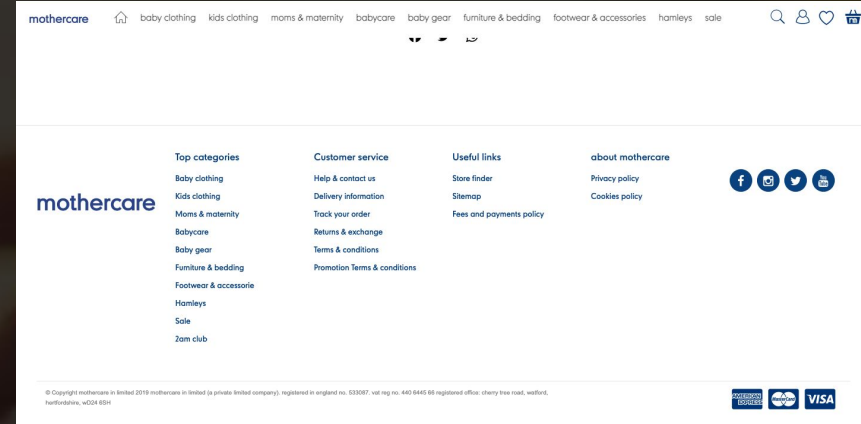 mothercare baby clothing kids clothing moms & maternity babycare baby gear furniture & bedding footwear & accessories hamleys sale
Top categories
Baby clothing
Kids clothing
Moms & maternity
Babycare
Baby gear
Furniture & bedding
Footwear & accessorie
Hamleys
Sale
2am club
Customer service
Help & contact us
Delivery information
Track your order
Returns & exchange
Terms & conditions
Promotion Terms & conditions
Useful links
Store finder
Sitemap
Fees and payments policy
about mothercare
Privacy policy
Cookies policy
mothercare
© Copyright mothercare in limited 2019 mothercare in limited (a private limited company). registered in england no. 533087. vat reg no. 440 6445 66 registered office: cherry tree road, watford,
hertfordshire, wD24 6SH
AMERICAN
EXPRESS
MasterCard
VISA